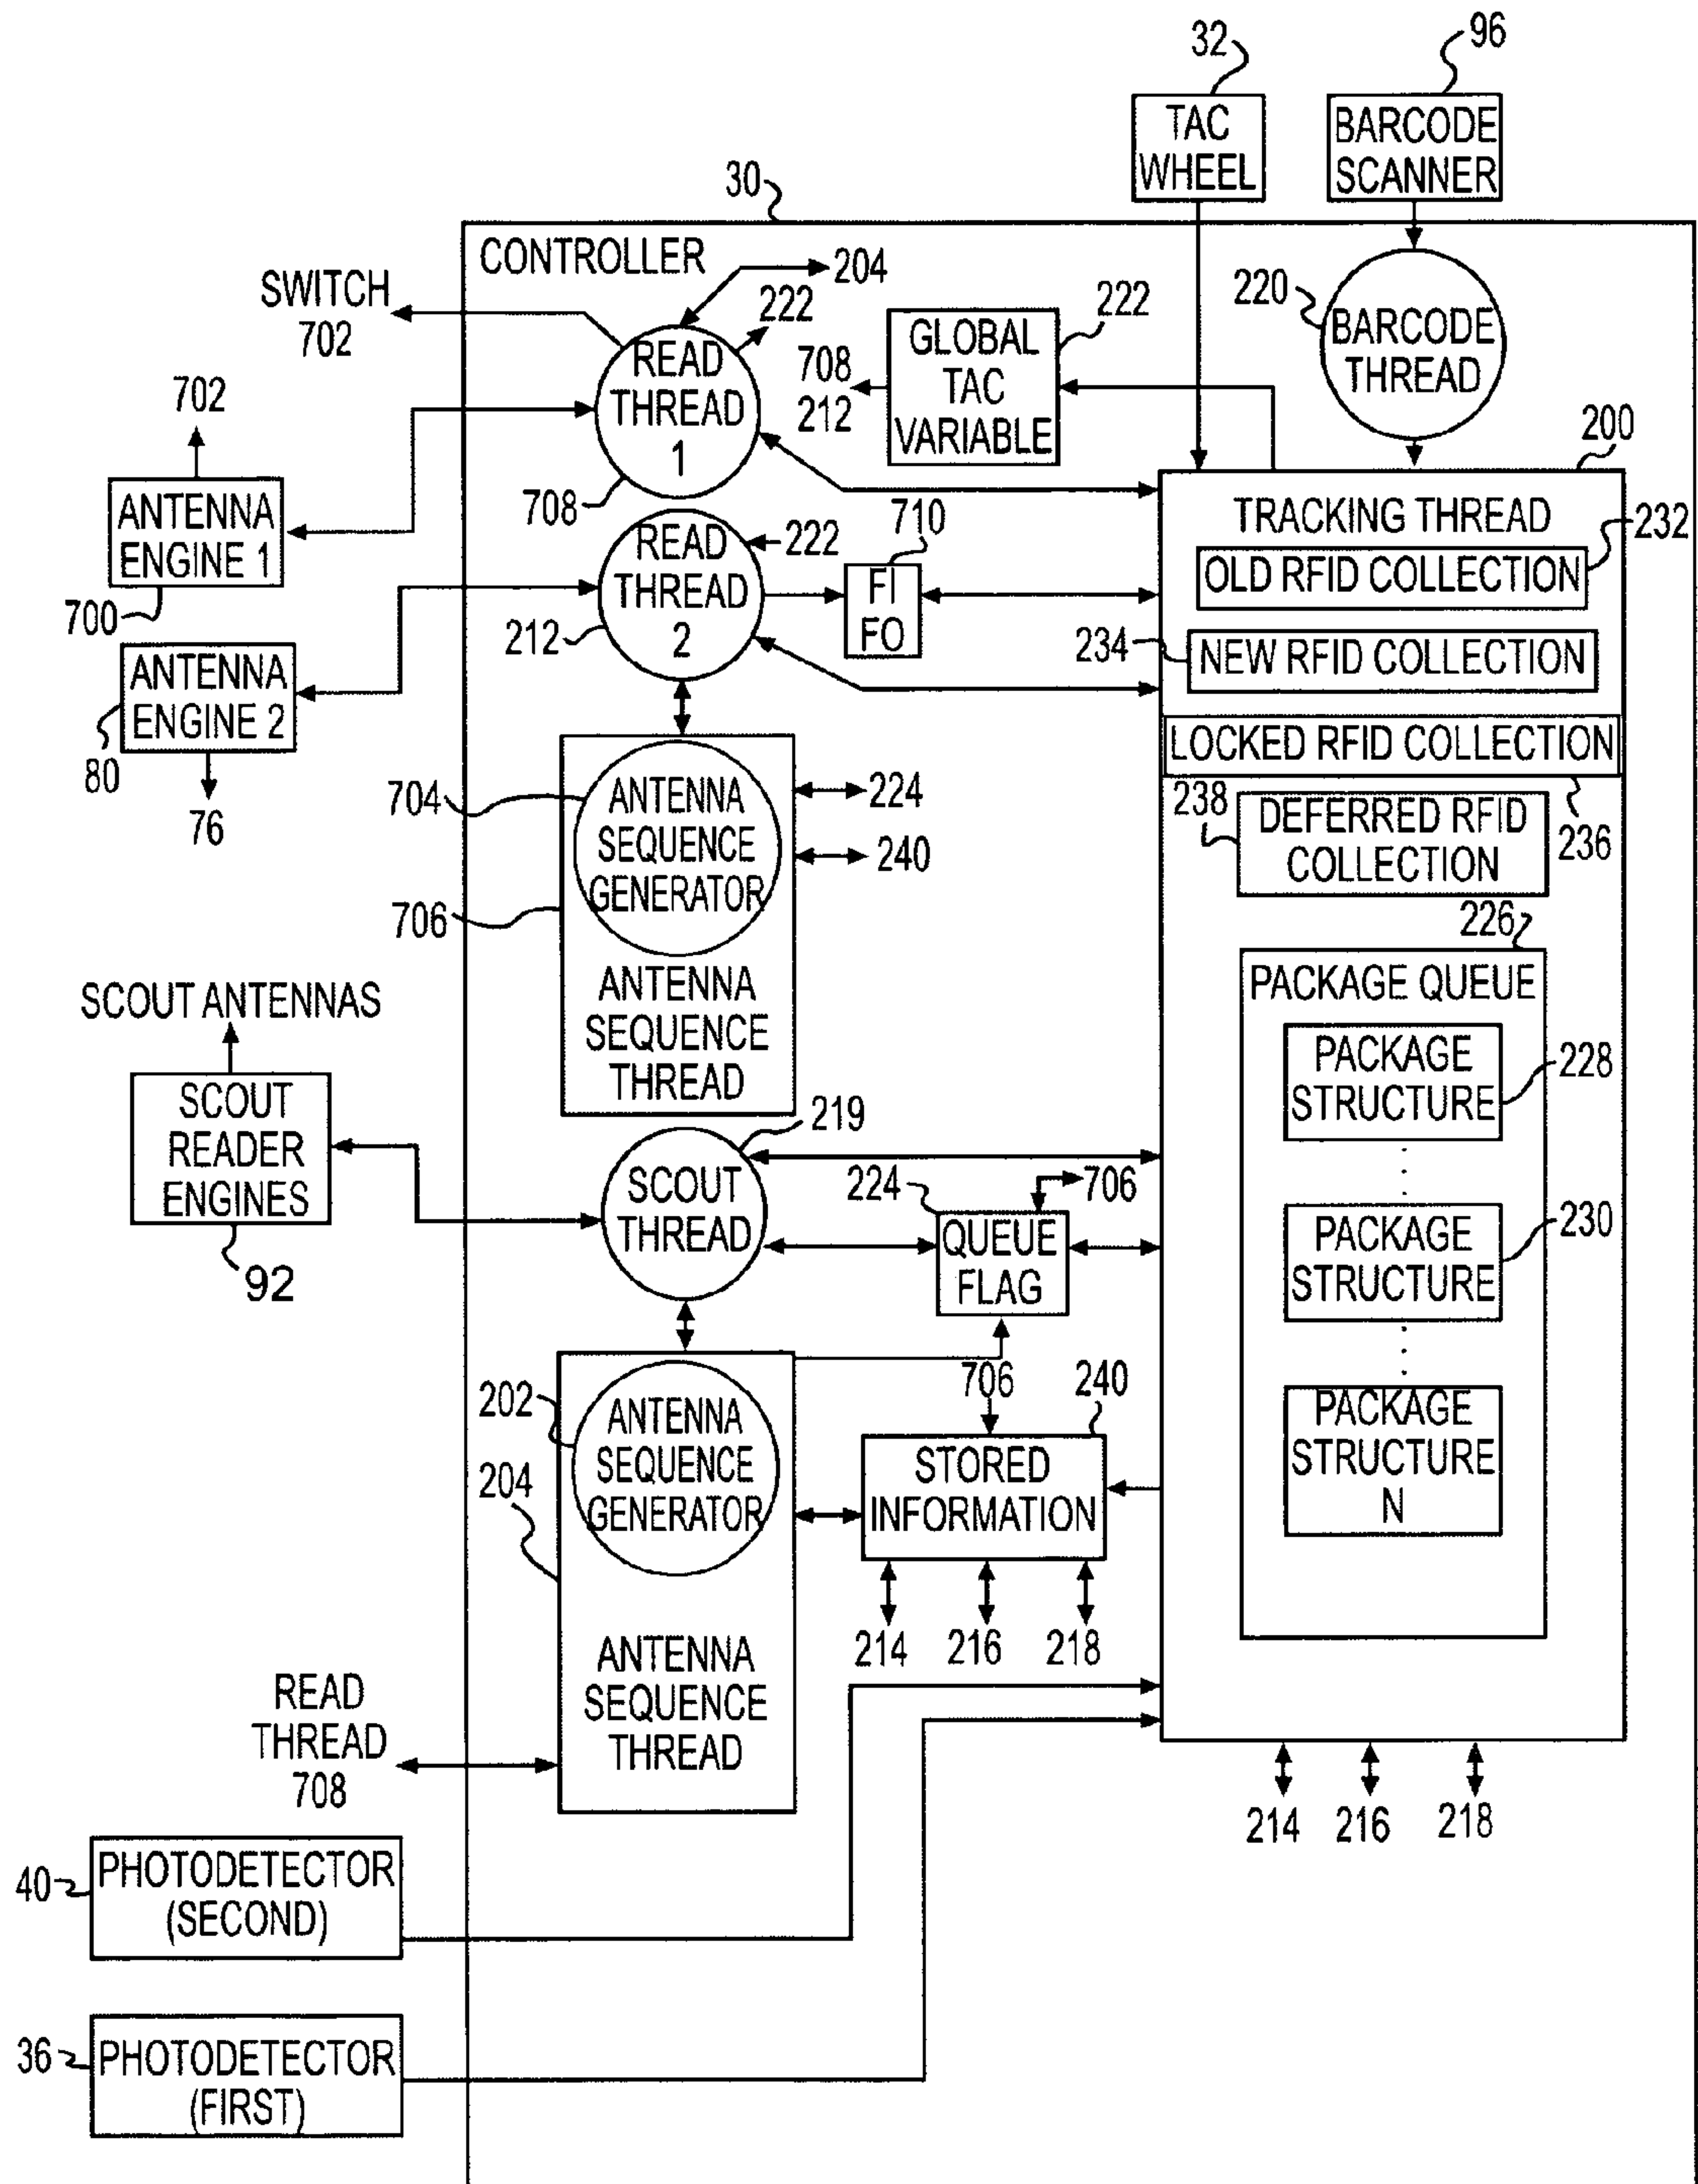 32
96
TAC
WHEEL
BARCODE
SCANNER
30
CONTROLLER
204
SWITCH
702
222
222
220
BARCODE
THREAD
READ
THREAD
1
708
GLOBAL
TAC
VARIABLE
708
212
702
200
ANTENNA
ENGINE 1
700
710
TRACKING THREAD
232
OLD RFID COLLECTION
READ
THREAD
2
222
212
FI
FO
234
NEW RFID COLLECTION
ANTENNA
ENGINE 2
80
76
LOCKED RFID COLLECTION
236
238
DEFERRED RFID
COLLECTION
704
ANTENNA
SEQUENCE
GENERATOR
224
240
706
ANTENNA
SEQUENCE
THREAD
226
PACKAGE QUEUE
PACKAGE
STRUCTURE
228
PACKAGE
STRUCTURE
230
PACKAGE
STRUCTURE
N
SCOUT ANTENNAS
SCOUT
READER
ENGINES
92
219
SCOUT
THREAD
224
706
QUEUE
FLAG
202
ANTENNA
SEQUENCE
GENERATOR
204
ANTENNA
SEQUENCE
THREAD
706
240
STORED
INFORMATION
214
216
218
READ
THREAD
708
214
216
218
40
PHOTODETECTOR
(SECOND)
36
PHOTODETECTOR
(FIRST)